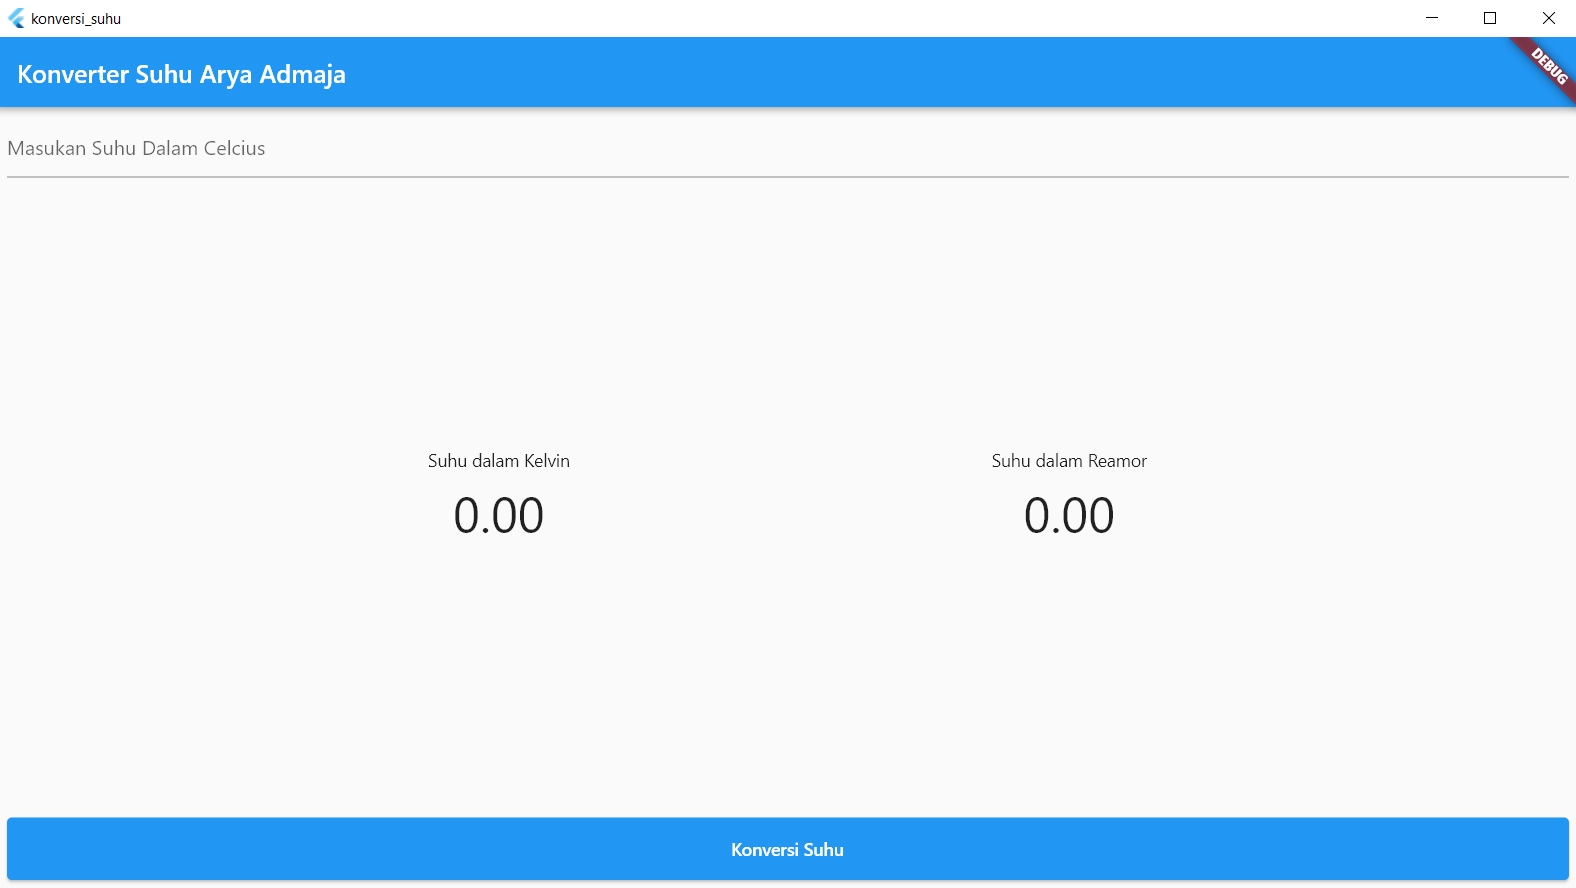 konversi_suhu
Konverter Suhu Arya Admaja
DEBUG
Masukan Suhu Dalam Celcius
Suhu dalam Kelvin
Suhu dalam Reamor
0.00
0.00
Konversi Suhu